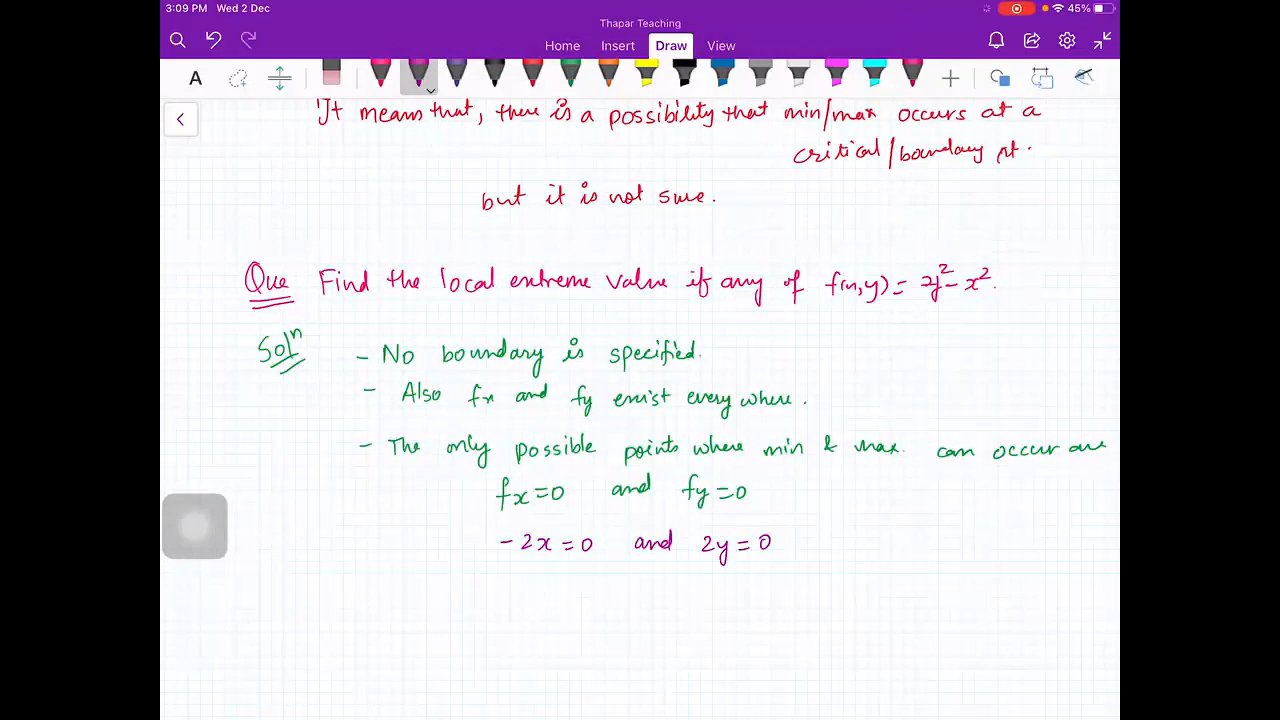 3:09 PM Wed 2 Dec
45%
Thapar Teaching
Home Insert Draw View
A
It means that, there is a possibility that min/max occurs at a
critical/boundary pt.
but it is not sure.
Que Find the local extreme value if any of f(x,y) = y² - x².
Solⁿ - No boundary is specified.
- Also fx and fy exist every where.
- The only possible points where min & max. can occur are
fx = 0 and fy = 0
-2x = 0 and 2y = 0